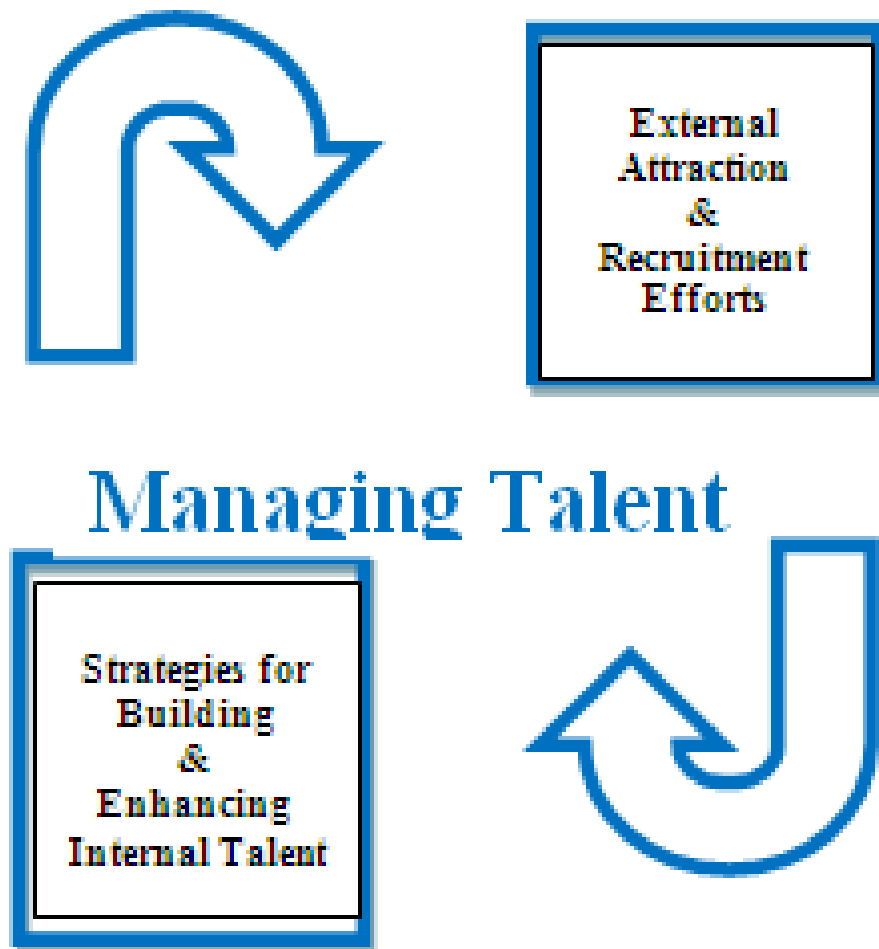 External
Attraction
&
Recruitment
Efforts
Managing Talent
Strategies for
Building
&
Enhancing
Internal Talent